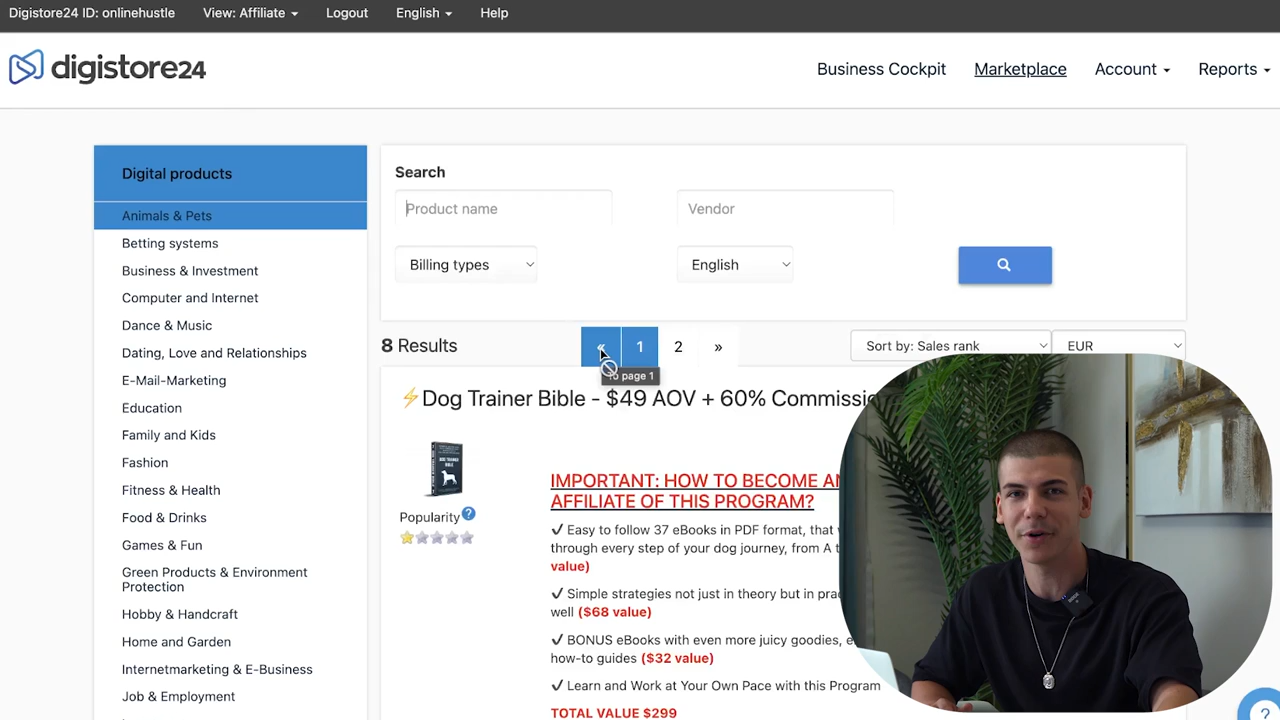 Digistore24 ID: onlinehustle View: Affiliate Logout English Help
digistore24
Business Cockpit Marketplace Account Reports
Digital products
Animals & Pets
Betting systems
Business & Investment
Computer and Internet
Dance & Music
Dating, Love and Relationships
E-Mail-Marketing
Education
Family and Kids
Fashion
Fitness & Health
Food & Drinks
Games & Fun
Green Products & Environment
Protection
Hobby & Handcraft
Home and Garden
Internetmarketing & E-Business
Job & Employment
Search
Product name Vendor
Billing types English
8 Results « 1 2 » Sort by: Sales rank EUR
page 1
⚡Dog Trainer Bible - $49 AOV + 60% Commissio
Popularity ?
IMPORTANT: HOW TO BECOME AN
AFFILIATE OF THIS PROGRAM?
✓ Easy to follow 37 eBooks in PDF format, that
through every step of your dog journey, from A t
value)
✓ Simple strategies not just in theory but in
well ($68 value)
✓ BONUS eBooks with even more juicy goodies,
how-to guides ($32 value)
✓ Learn and Work at Your Own Pace with this Program
TOTAL VALUE $299
?